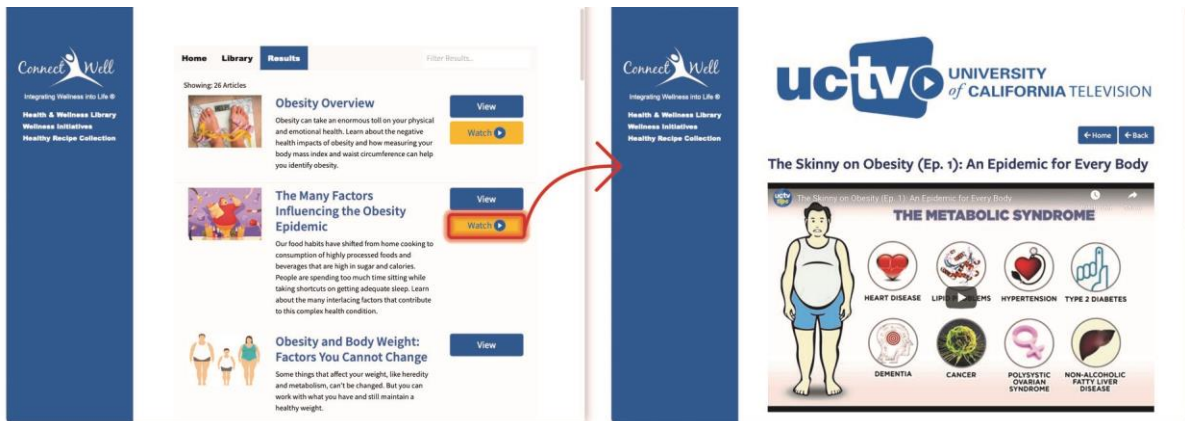 Connect Well
Integrating Wellness into Life ®
Health & Wellness Library
Wellness Initiatives
Healthy Recipe Collection
Home Library Results
Filter Results..
Showing: 26 Articles
Obesity Overview
Obesity can take an enormous toll on your physical
and emotional health. Learn about the negative
health impacts of obesity and how measuring your
body mass index and waist circumference can help
you identify obesity.
View
Watch
The Many Factors
Influencing the Obesity
Epidemic
Our food habits have shifted from home cooking to
consumption of highly processed foods and
beverages that are high in sugar and calories.
People are spending too much time sitting while
taking shortcuts on getting adequate sleep. Learn
about the many interlacing factors that contribute
to this complex health condition.
View
Watch
Obesity and Body Weight:
Factors You Cannot Change
Some things that affect your weight, like heredity
and metabolism, can't be changed. But you can
work with what you have and still maintain a
healthy weight.
View
Connect Well
Integrating Wellness into Life ®
Health & Wellness Library
Wellness Initiatives
Healthy Recipe Collection
uctv
UNIVERSITY
of CALIFORNIA TELEVISION
Home
Back
The Skinny on Obesity (Ep. 1): An Epidemic for Every Body
uctv
The Skinny on Obesity (Ep. 1): An Epidemic for Every Body
THE METABOLIC SYNDROME
HEART DISEASE
HYPERTENSION
TYPE 2 DIABETES
DEMENTIA
CANCER
POLYSYSTIC
OVARIAN
SYNDROME
NON-ALCOHOLIC
FATTY LIVER
DISEASE